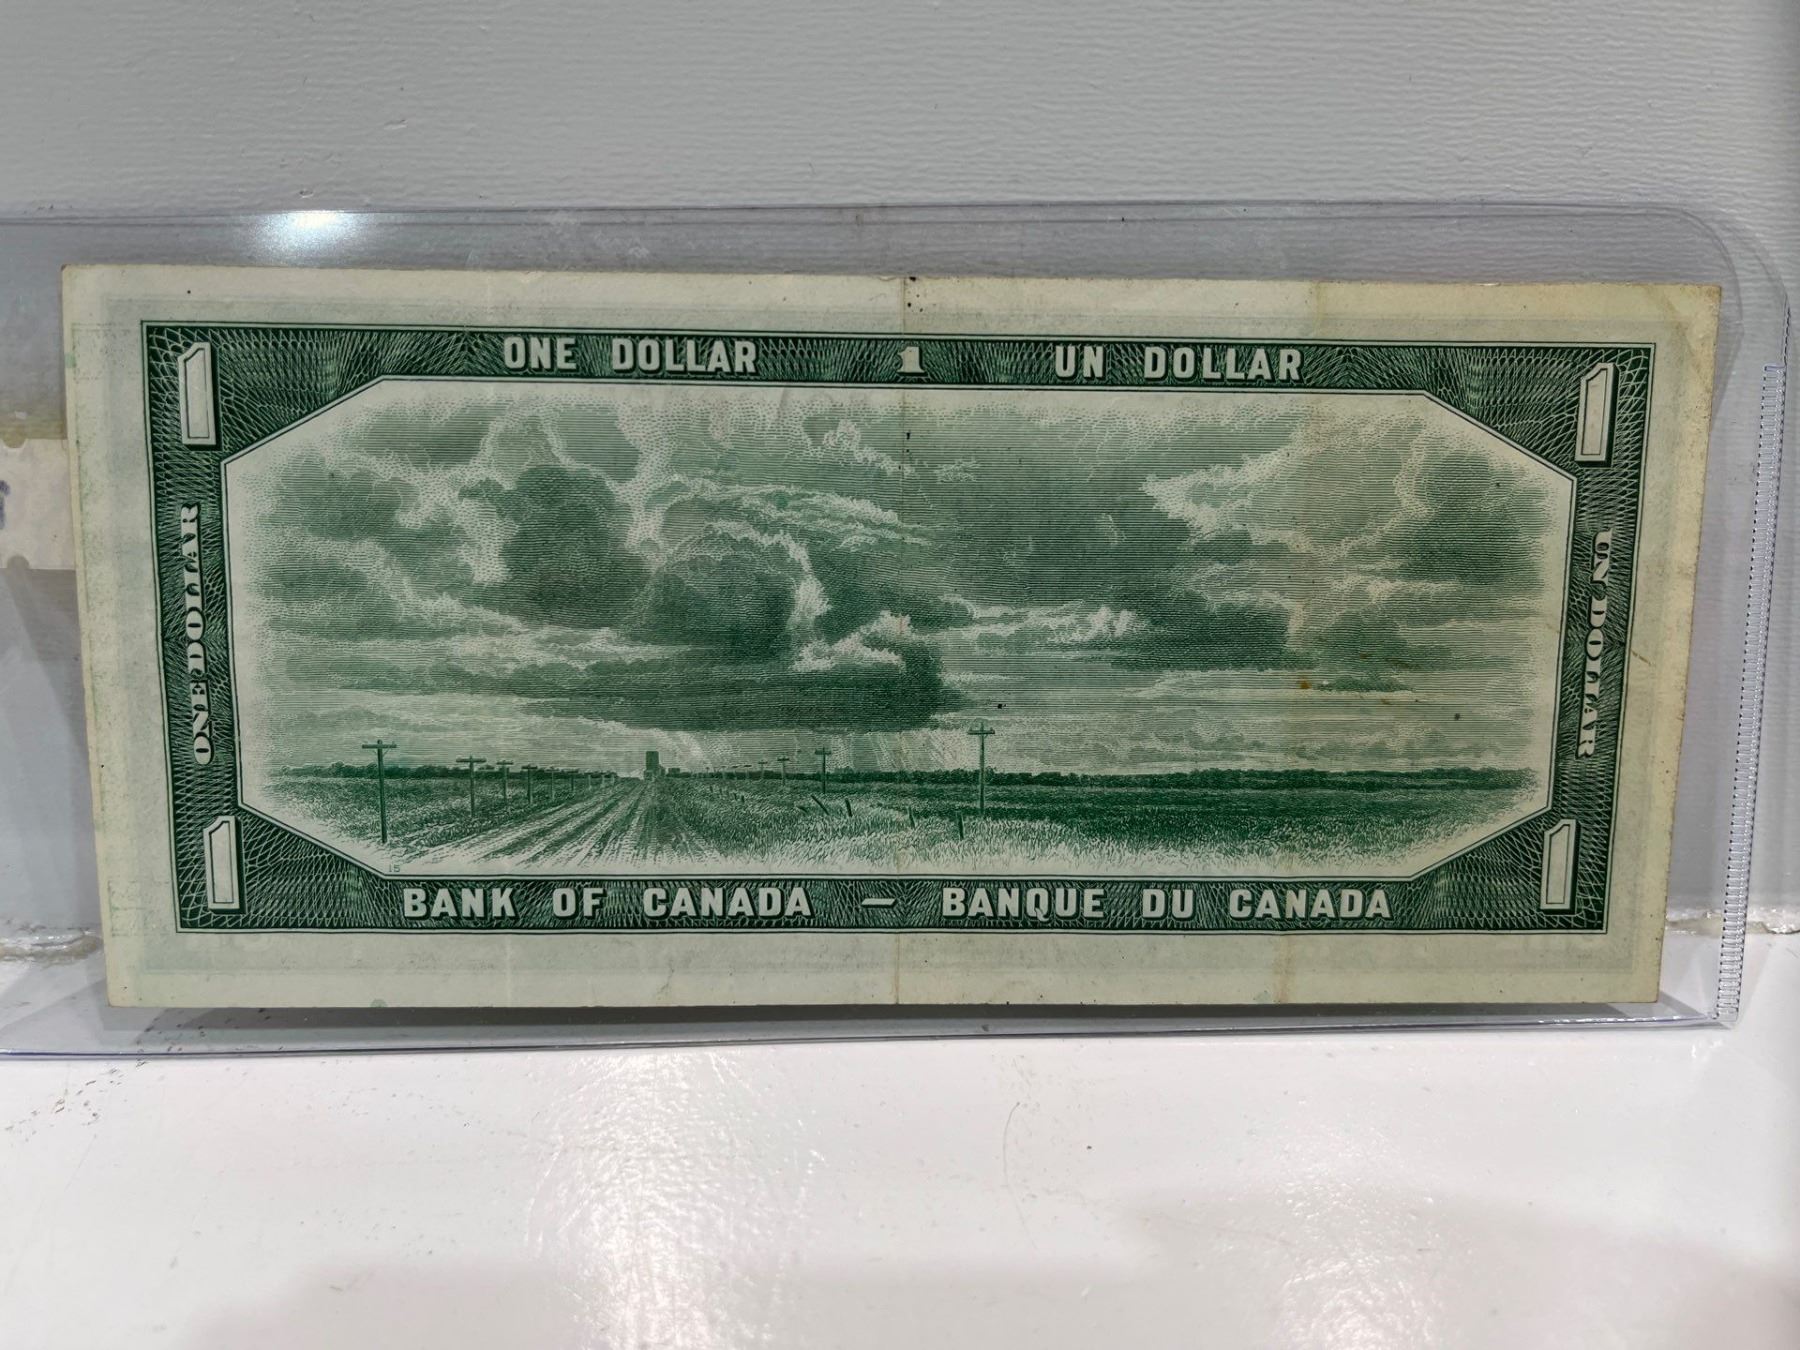 ONE DOLLAR 1 UN DOLLAR
1
1
ONE DOLLAR
UN DOLLAR
1
1
15
BANK OF CANADA — BANQUE DU CANADA